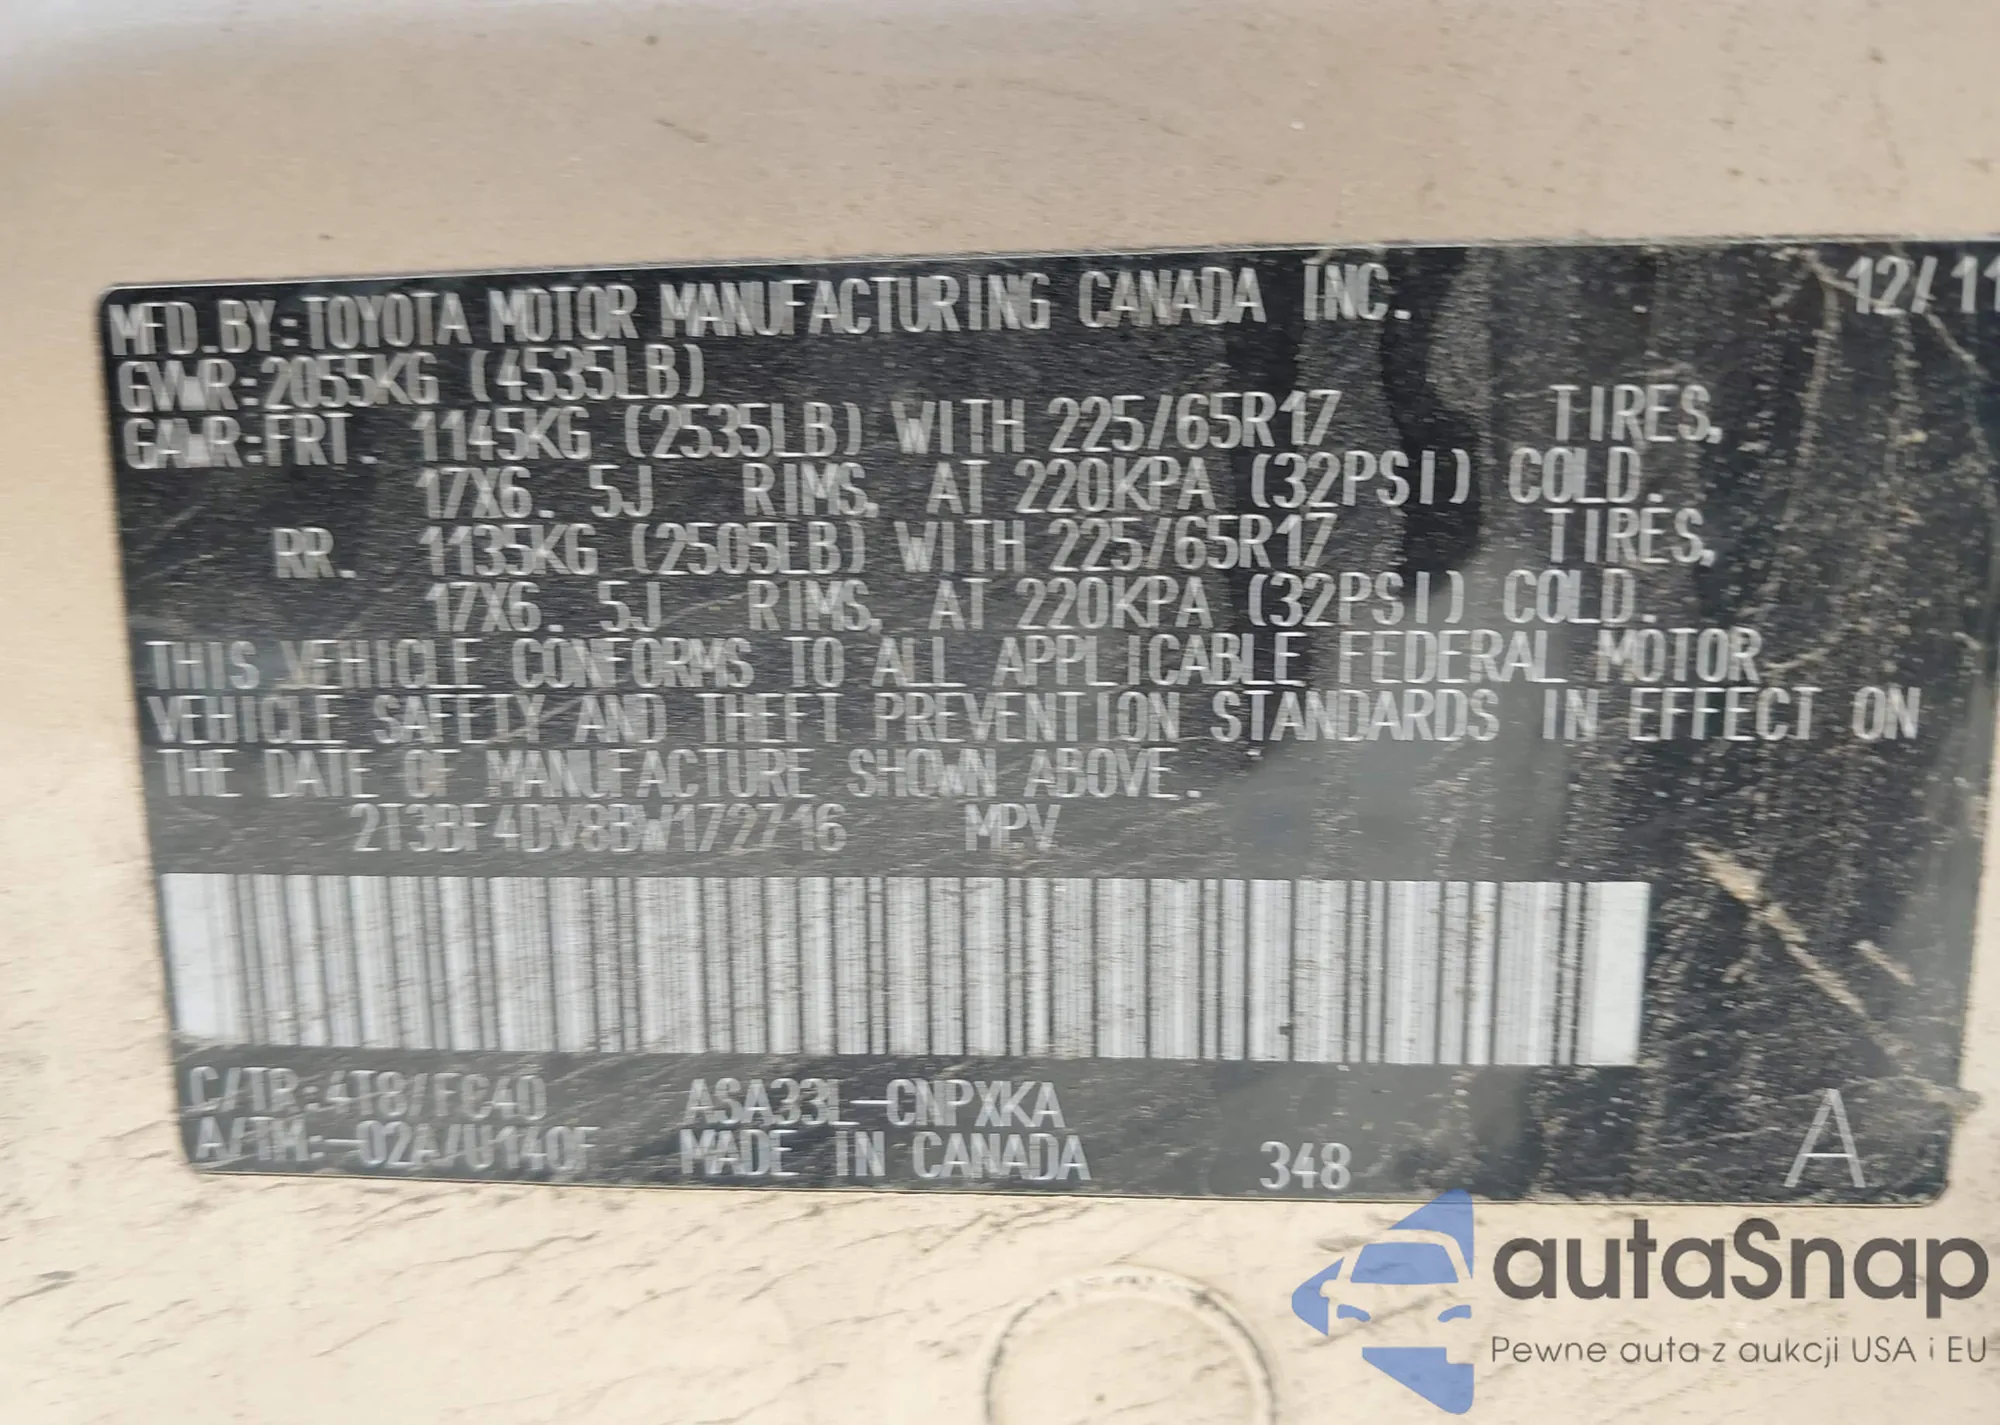 MFD. BY: TOYOTA MOTOR MANUFACTURING CANADA INC. 12/11
GVWR: 2055KG (4535LB)
GAWR: FRT. 1145KG (2535LB) WITH 225/65R17 TIRES,
17X6. 5J RIMS, AT 220KPA (32PSI) COLD.
RR. 1135KG (2505LB) WITH 225/65R17 TIRES,
17X6. 5J RIMS, AT 220KPA (32PSI) COLD.
THIS VEHICLE CONFORMS TO ALL APPLICABLE FEDERAL MOTOR
VEHICLE SAFETY AND THEFT PREVENTION STANDARDS IN EFFECT ON
THE DATE OF MANUFACTURE SHOWN ABOVE.
2T3BF4DV8BW172716 MPV
C/TR: 4T8/FC40 ASA33L-CNPXKA
A/TM: -02A/U140F MADE IN CANADA 348 A
autaSnap
Pewne auta z aukcji USA i EU